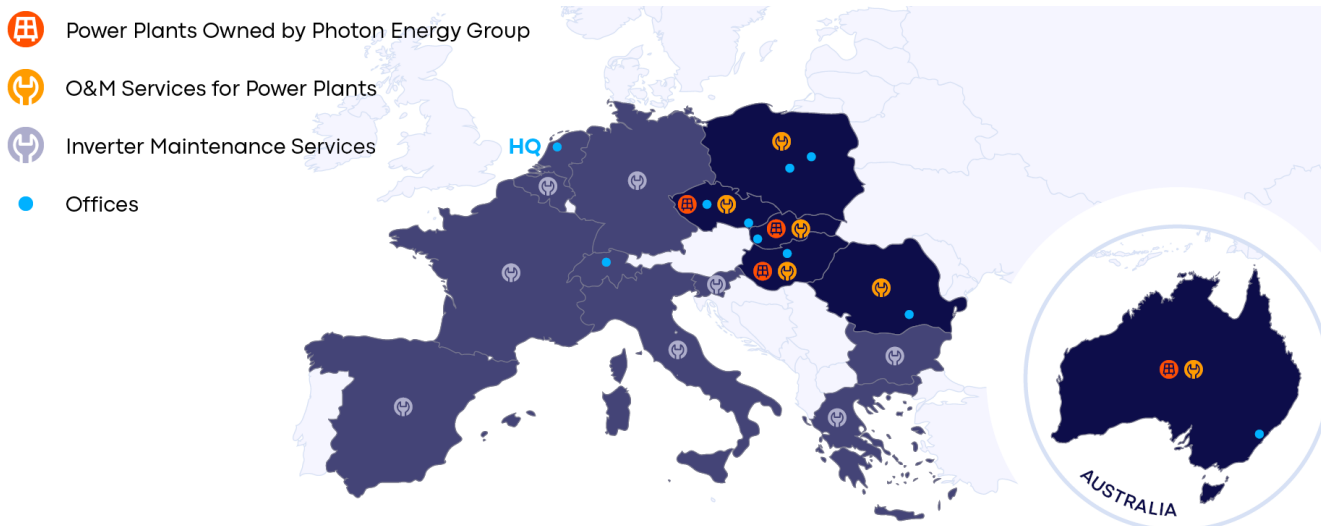 Power Plants Owned by Photon Energy Group
O&M Services for Power Plants
Inverter Maintenance Services
HQ
Offices
AUSTRALIA